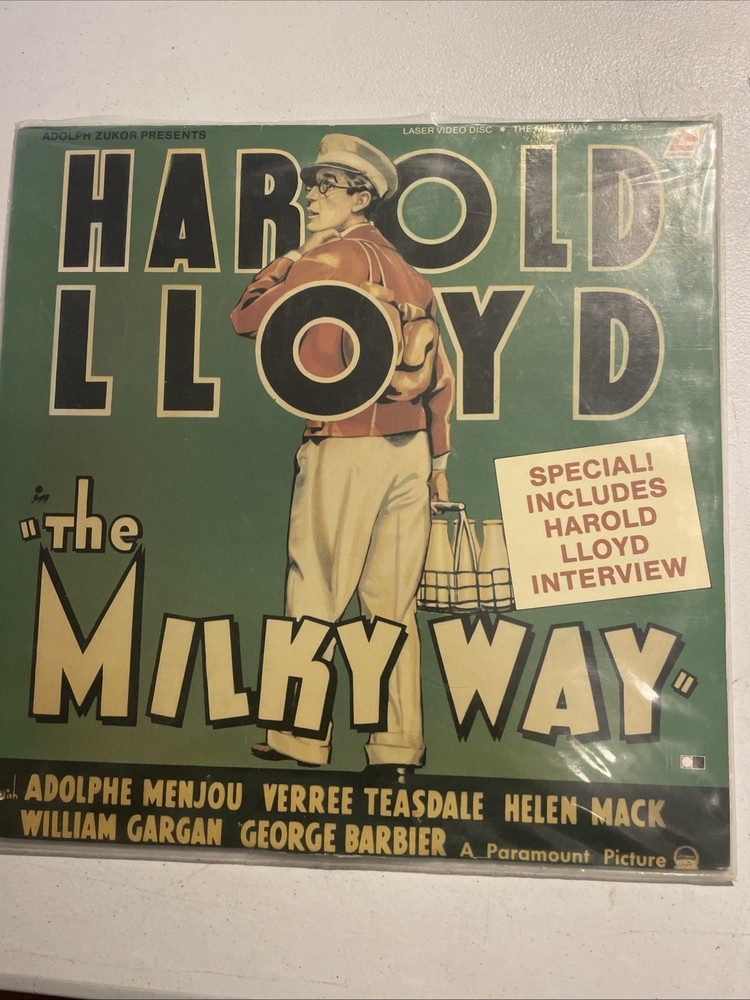 ADOLPH ZUKOR PRESENTS
LASER VIDEO DISC • THE MILKY WAY • $24.95
HAROLD
LLOYD
SPECIAL!
INCLUDES
HAROLD
LLOYD
INTERVIEW
"The
MILKY WAY"
with ADOLPHE MENJOU VERREE TEASDALE HELEN MACK
WILLIAM GARGAN GEORGE BARBIER A Paramount Picture